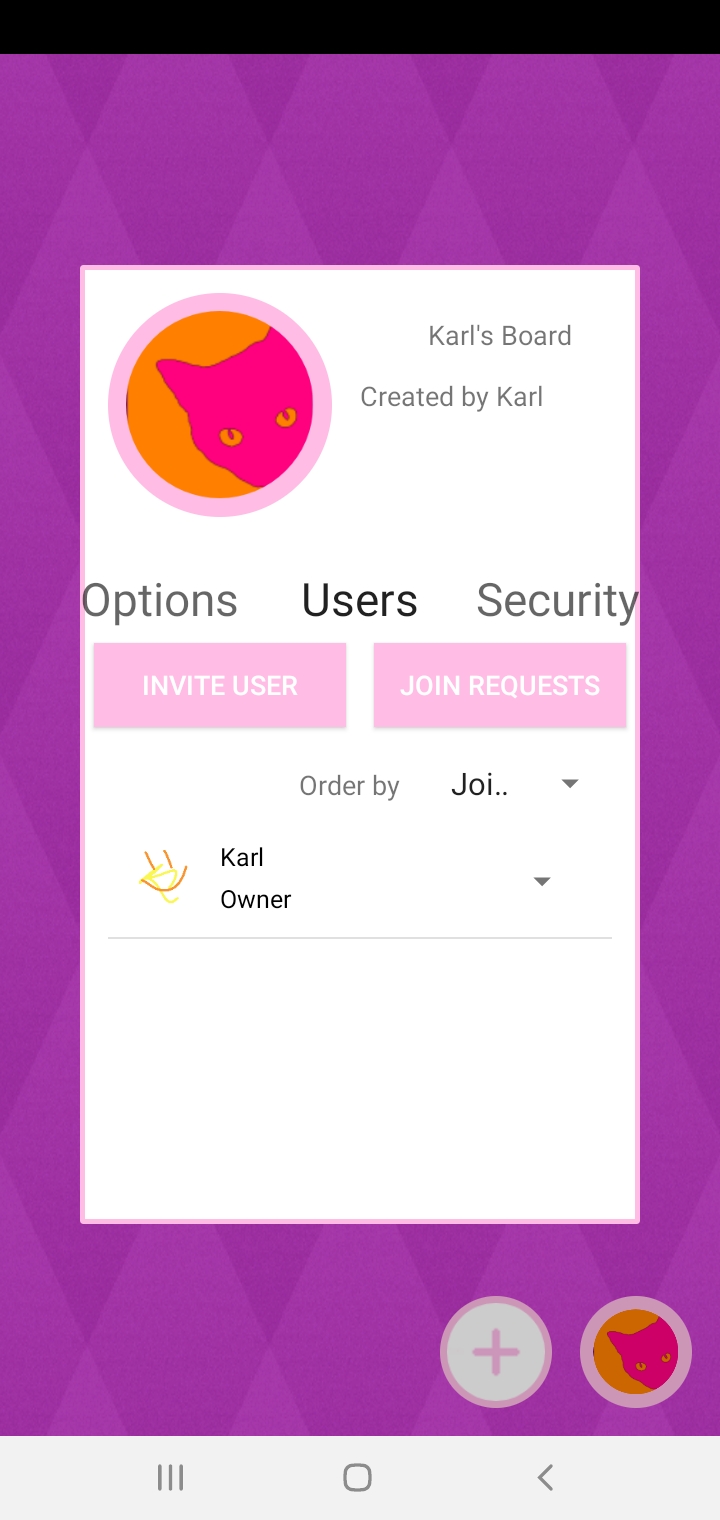 Karl's Board
Created by Karl
Options Users Security
INVITE USER JOIN REQUESTS
Order by Joi..
Karl
Owner